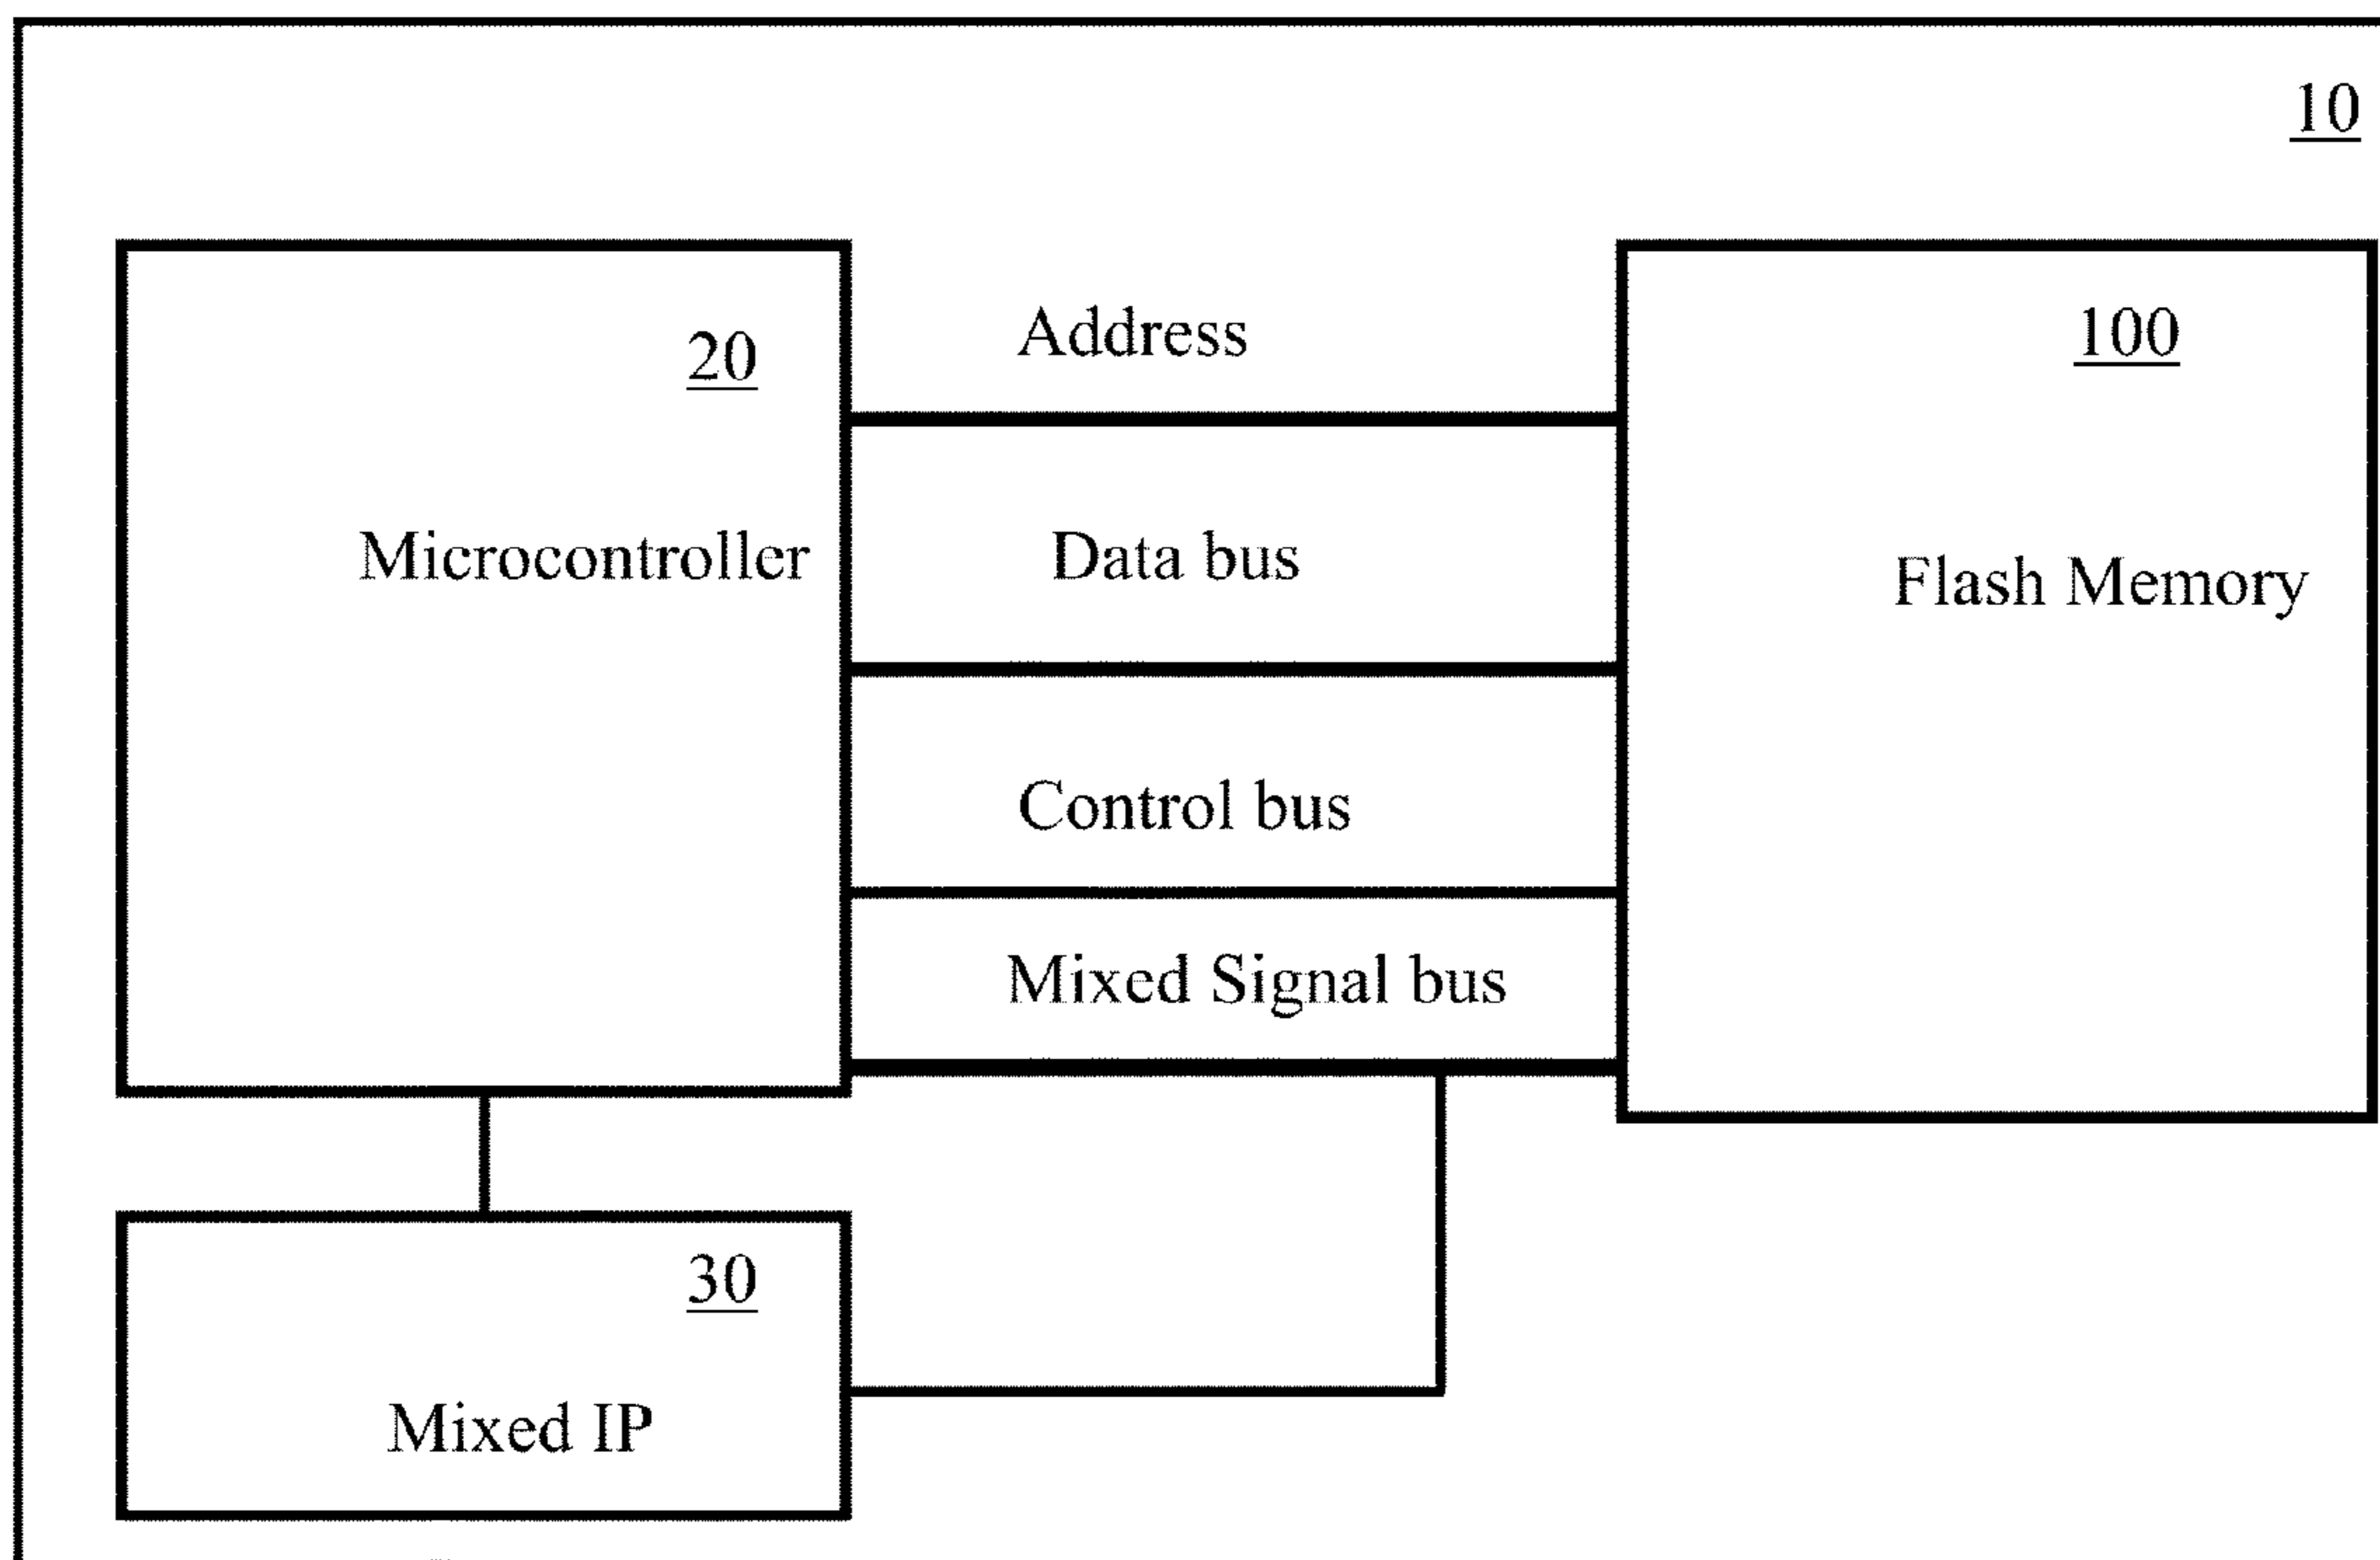 10
20
Address
100
Microcontroller
Data bus
Flash Memory
Control bus
Mixed Signal bus
30
Mixed IP